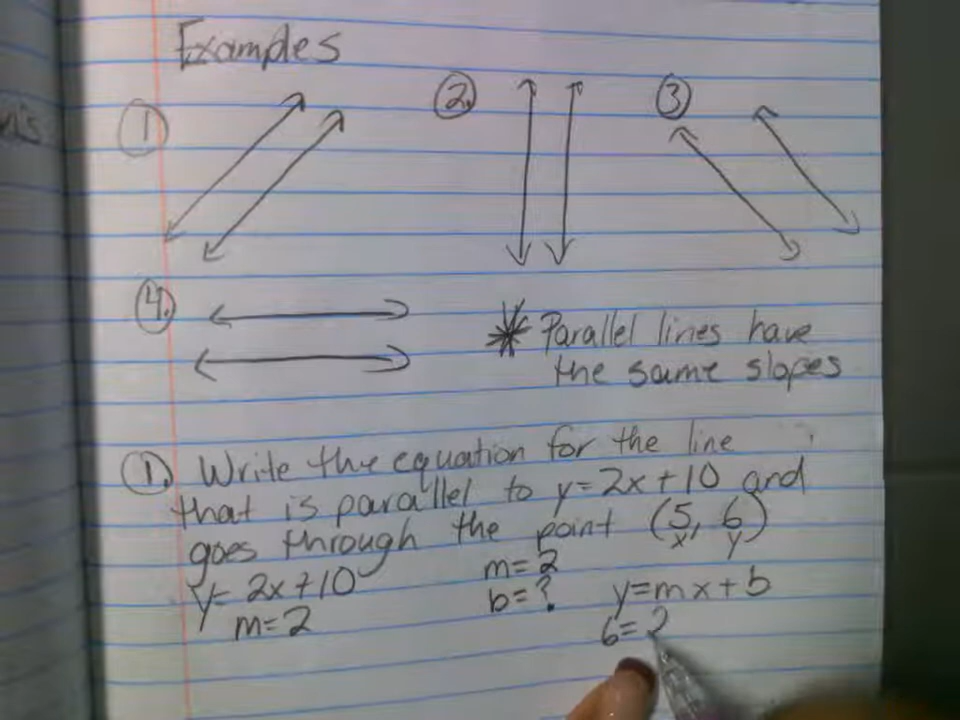 Examples
1
2.
3
4.
* Parallel lines have
the same slopes
1. Write the equation for the line
that is parallel to y=2x+10 and
goes through the point (5, 6)
x y
y=2x+10
m=2
m=2
b=?
y=mx+b
6=2